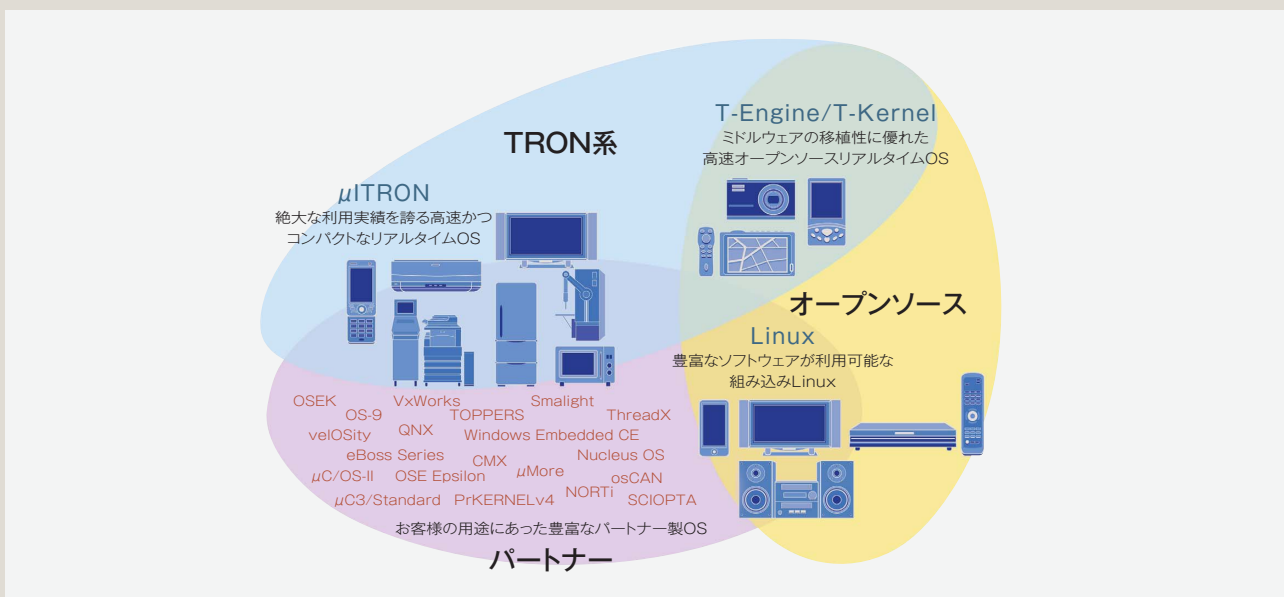 TRON系
T-Engine/T-Kernel
ミドルウェアの移植性に優れた
高速オープンソースリアルタイムOS
μITRON
絶大な利用実績を誇る高速かつ
コンパクトなリアルタイムOS
オープンソース
Linux
豊富なソフトウェアが利用可能な
組み込みLinux
OSEK VxWorks Smalight
OS-9 TOPPERS ThreadX
velOSity QNX Windows Embedded CE
eBoss Series CMX Nucleus OS
μC/OS-II OSE Epsilon μMore osCAN
μC3/Standard PrKERNELv4 NORTi SCIOPTA
お客様の用途にあった豊富なパートナー製OS
パートナー